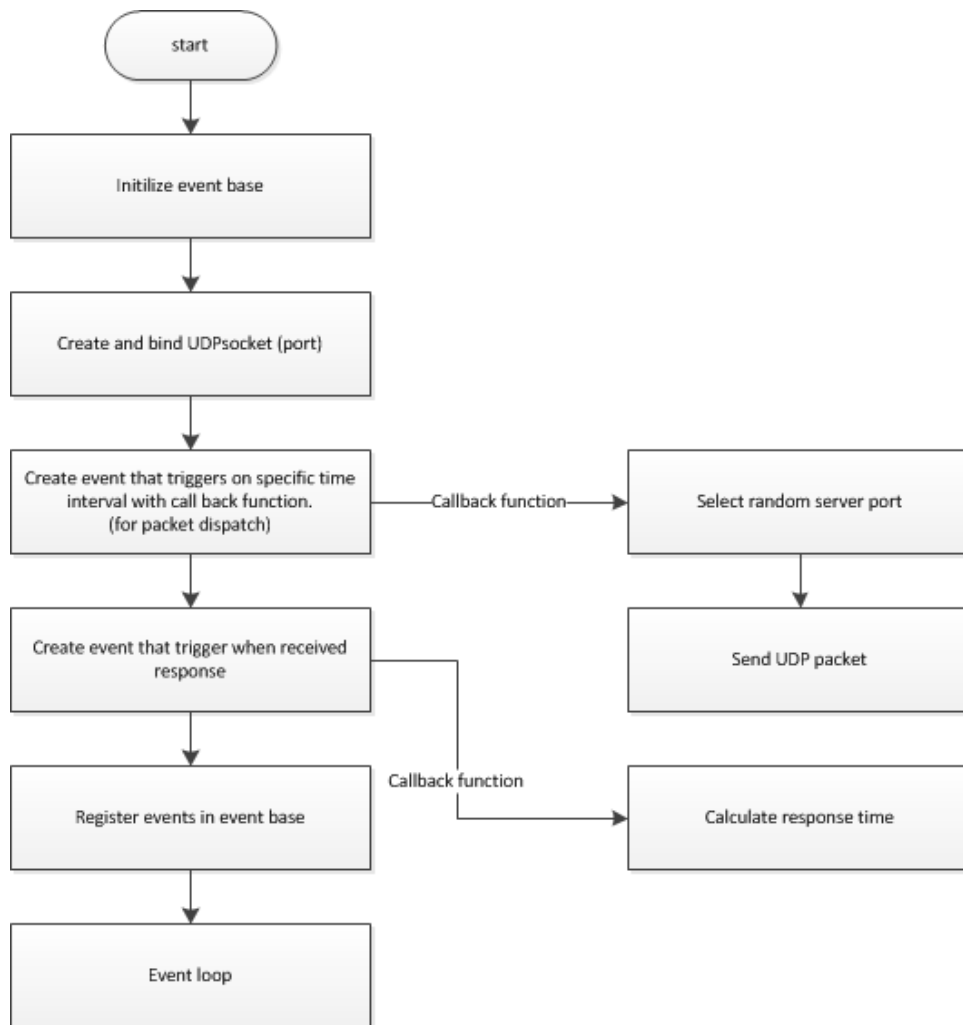 start
Initilize event base
Create and bind UDPsocket (port)
Create event that triggers on specific time
interval with call back function.
(for packet dispatch)
Callback function
Select random server port
Create event that trigger when received
response
Send UDP packet
Callback function
Register events in event base
Calculate response time
Event loop